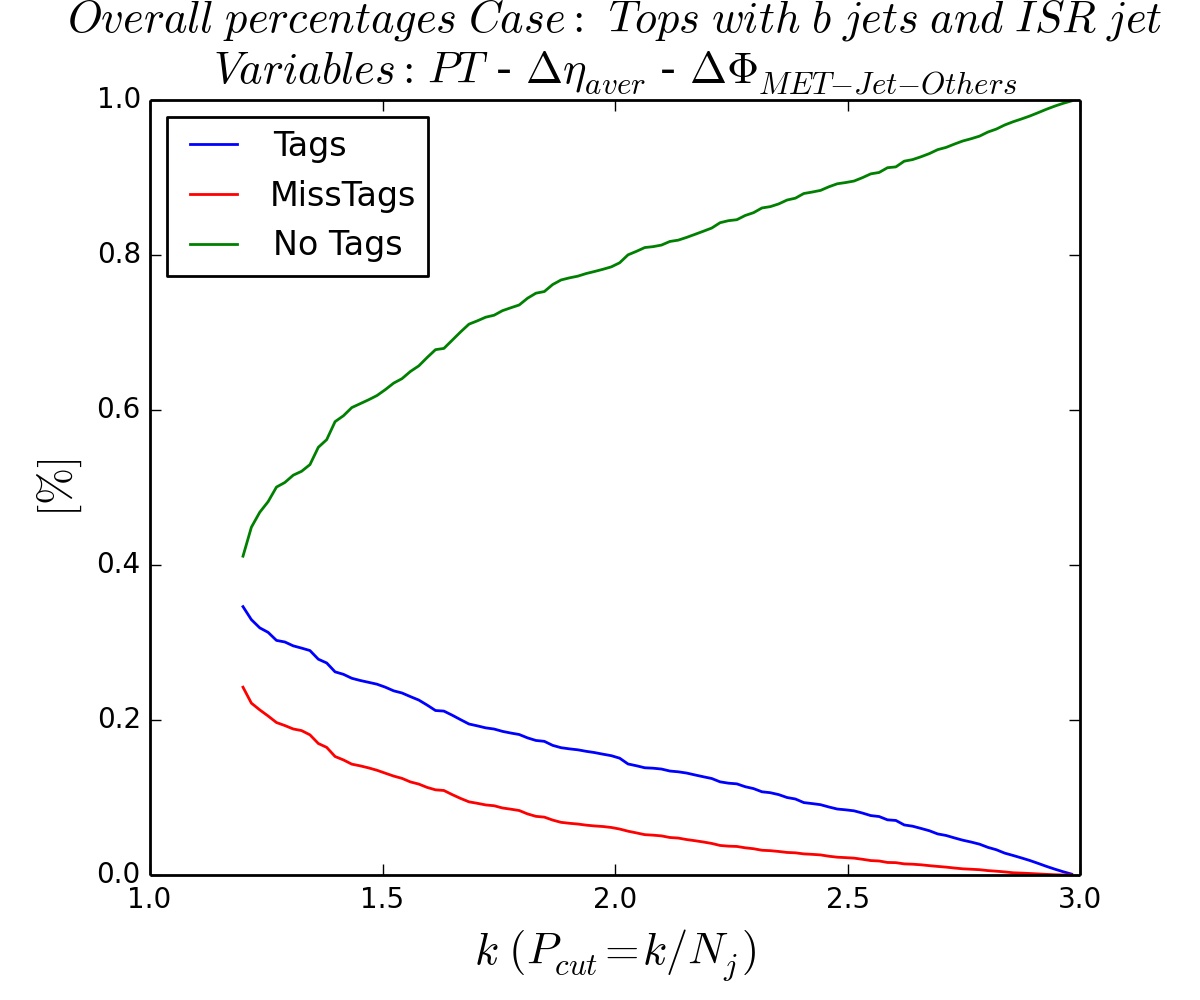 Overall percentages Case: Tops with b jets and ISR jet
Variables: PT - Δη_aver - ΔΦ_MET−Jet−Others
1.0
Tags
MissTags
No Tags
0.8
0.6
[%]
0.4
0.2
0.0
1.0 1.5 2.0 2.5 3.0
k (P_cut = k/N_j)